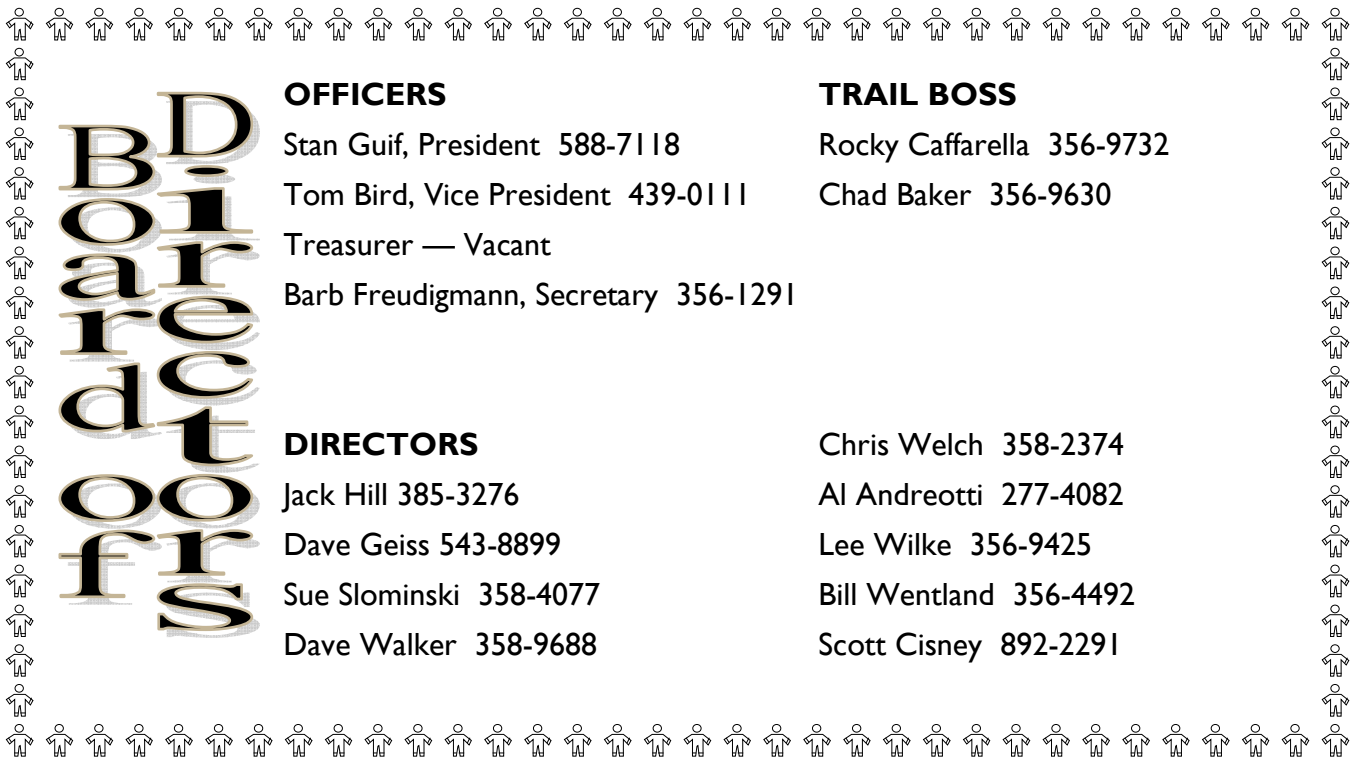 Board of
Directors
OFFICERS
Stan Guif, President 588-7118
Tom Bird, Vice President 439-0111
Treasurer — Vacant
Barb Freudigmann, Secretary 356-1291
TRAIL BOSS
Rocky Caffarella 356-9732
Chad Baker 356-9630
DIRECTORS
Jack Hill 385-3276
Dave Geiss 543-8899
Sue Slominski 358-4077
Dave Walker 358-9688
Chris Welch 358-2374
Al Andreotti 277-4082
Lee Wilke 356-9425
Bill Wentland 356-4492
Scott Cisney 892-2291